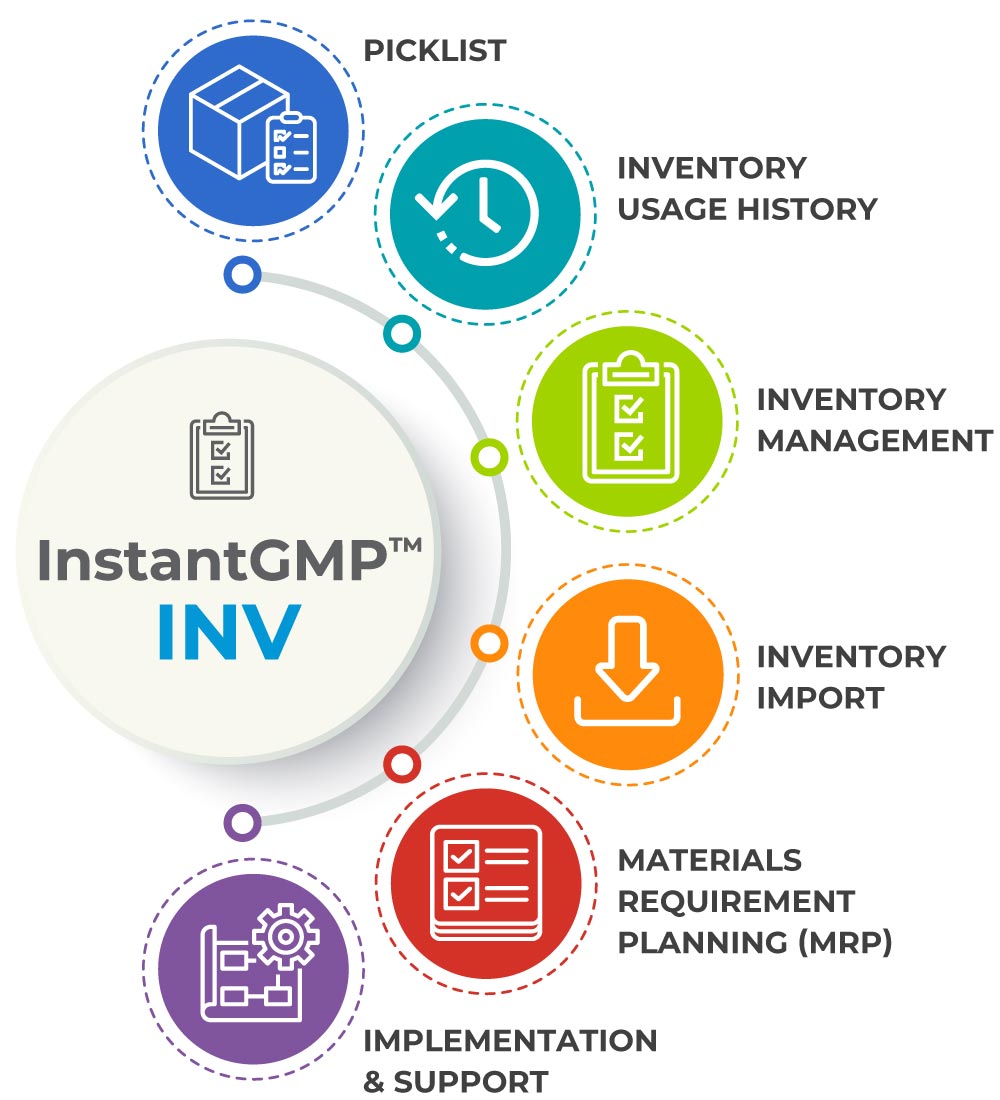 PICKLIST
INVENTORY
USAGE HISTORY
INVENTORY
MANAGEMENT
InstantGMP™
INV
INVENTORY
IMPORT
MATERIALS
REQUIREMENT
PLANNING (MRP)
IMPLEMENTATION
& SUPPORT